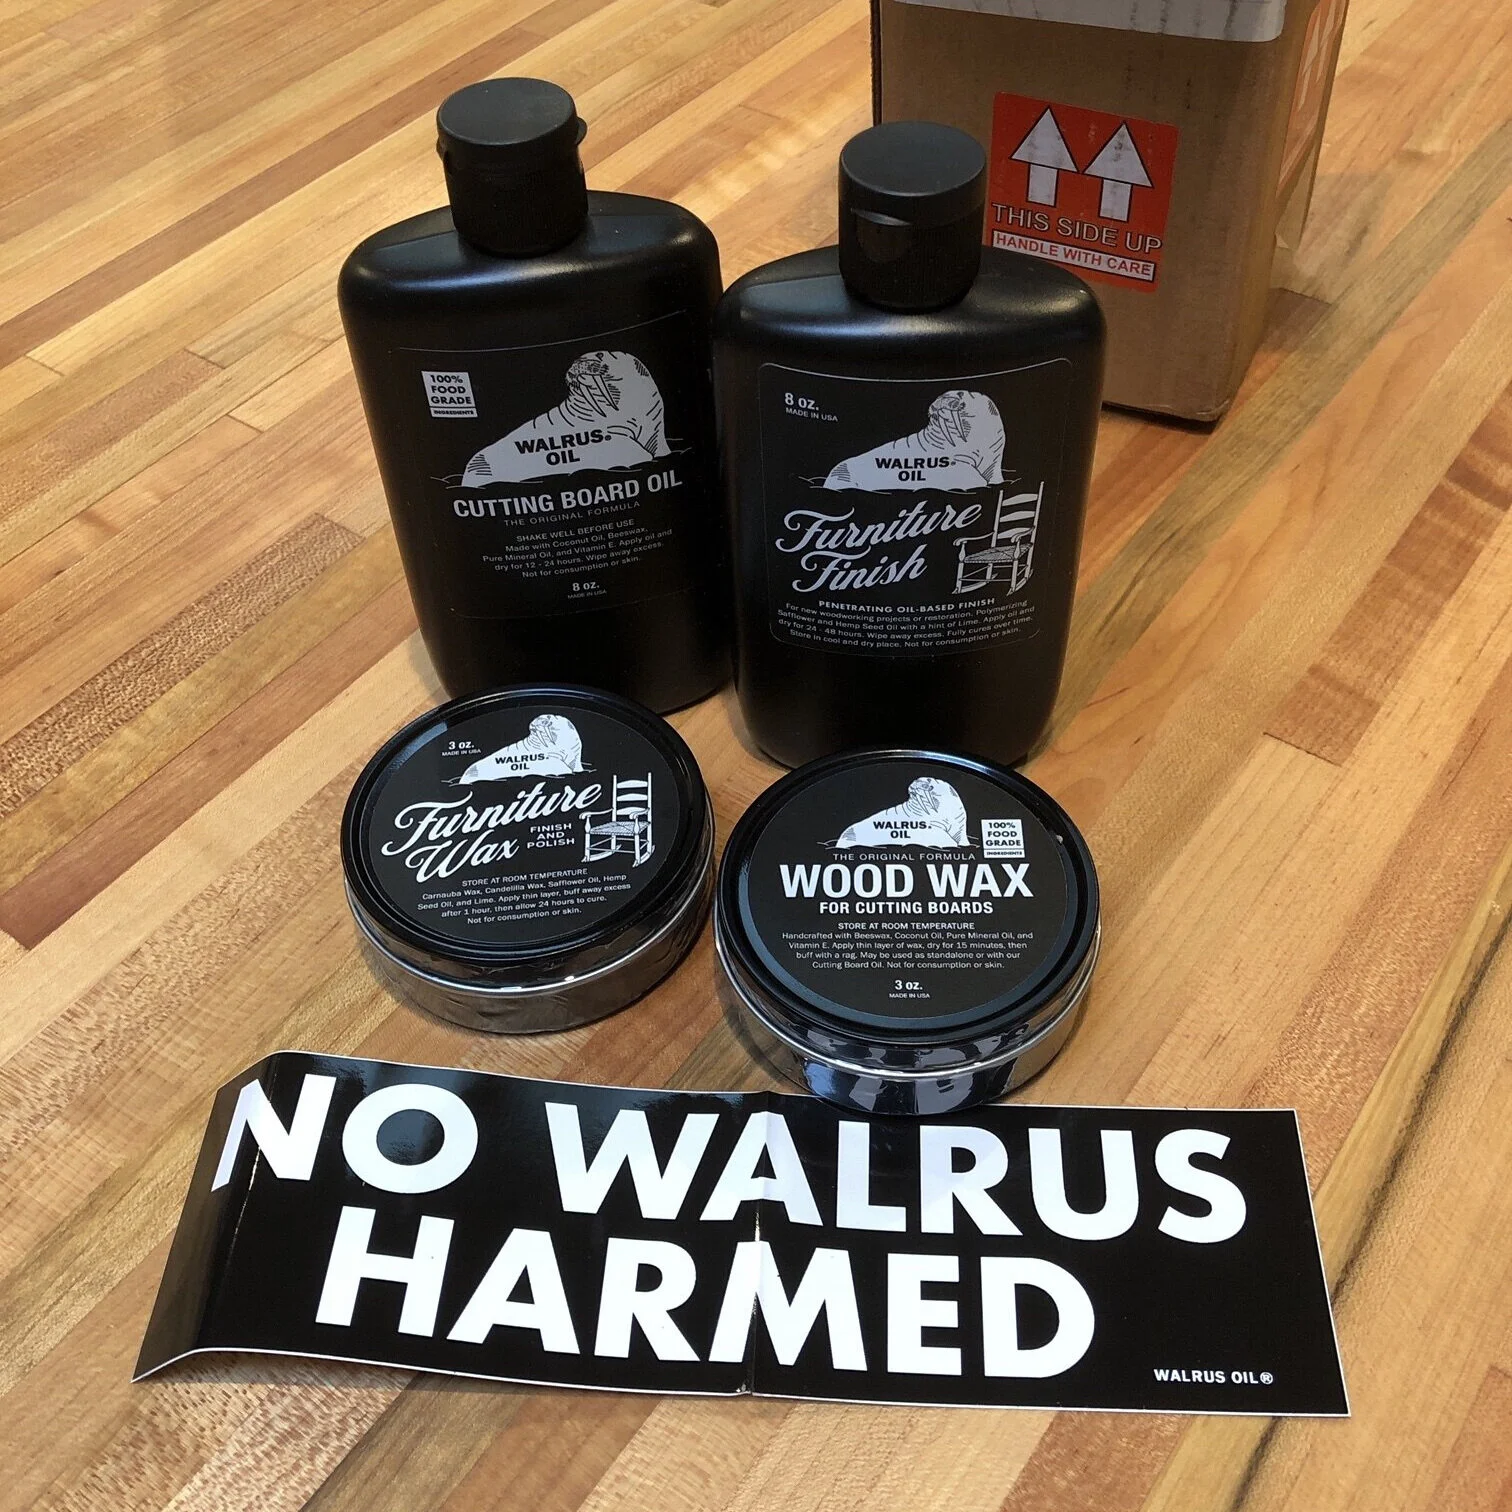 THIS SIDE UP
HANDLE WITH CARE
100%
FOOD
GRADE
INGREDIENTS
WALRUS®
OIL
CUTTING BOARD OIL
THE ORIGINAL FORMULA
SHAKE WELL BEFORE USE
Made with Coconut Oil, Beeswax,
Pure Mineral Oil, and Vitamin E. Apply oil and
dry for 12 - 24 hours. Wipe away excess.
Not for consumption or skin.
8 oz.
MADE IN USA
8 oz.
MADE IN USA
WALRUS®
OIL
Furniture
Finish
PENETRATING OIL-BASED FINISH
For new woodworking projects or restoration. Polymerizing
Safflower and Hemp Seed Oil with a hint of Lime. Apply oil and
dry for 24 - 48 hours. Wipe away excess. Fully cures over time.
Store in cool and dry place. Not for consumption or skin.
3 oz.
MADE IN USA
WALRUS®
OIL
Furniture
Wax
FINISH
AND
POLISH
STORE AT ROOM TEMPERATURE
Carnauba Wax, Candelilla Wax, Safflower Oil, Hemp
Seed Oil, and Lime. Apply thin layer, buff away excess
after 1 hour, then allow 24 hours to cure.
Not for consumption or skin.
WALRUS®
OIL
100%
FOOD
GRADE
INGREDIENTS
THE ORIGINAL FORMULA
WOOD WAX
FOR CUTTING BOARDS
STORE AT ROOM TEMPERATURE
Handcrafted with Beeswax, Coconut Oil, Pure Mineral Oil, and
Vitamin E. Apply thin layer of wax, dry for 15 minutes, then
buff with a rag. May be used as standalone or with our
Cutting Board Oil. Not for consumption or skin.
3 oz.
MADE IN USA
NO WALRUS
HARMED
WALRUS OIL®